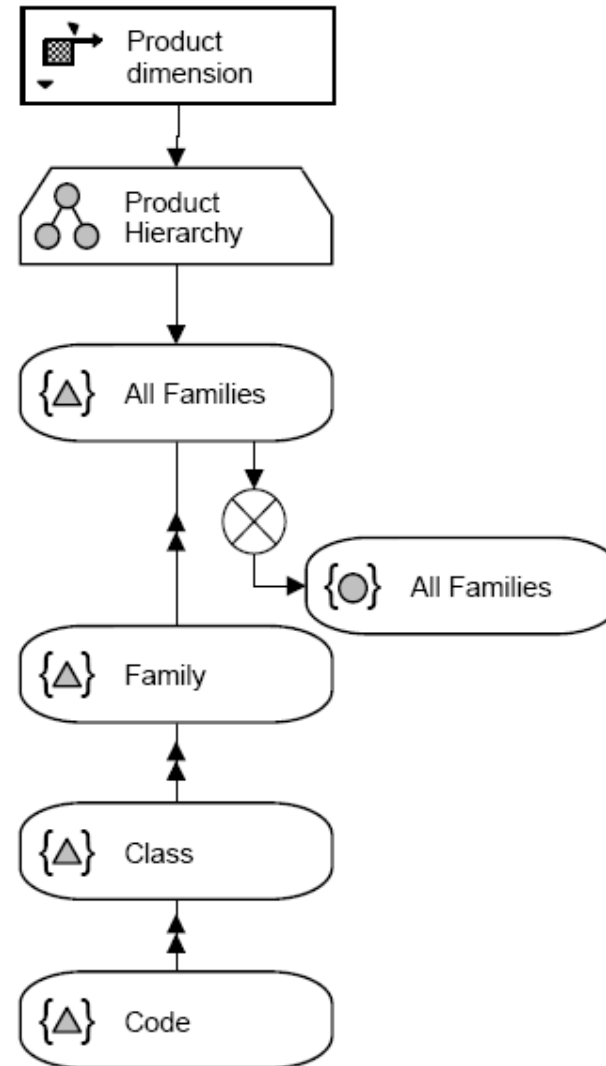 Product
dimension
Product
Hierarchy
All Families
All Families
Family
Class
Code